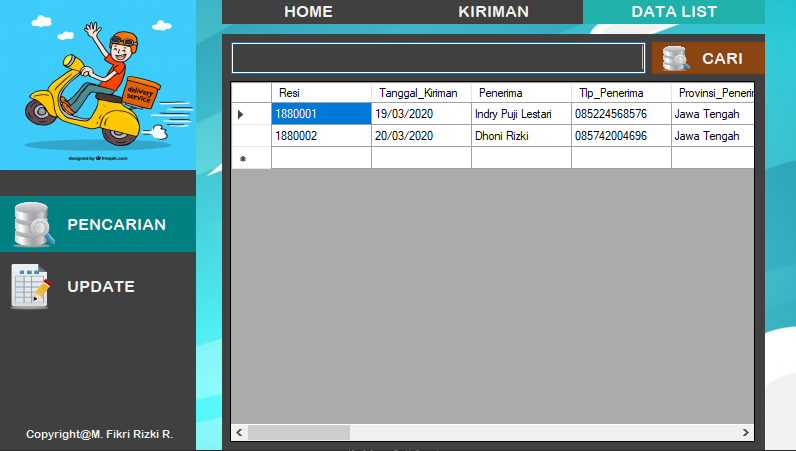 HOME KIRIMAN DATA LIST
CARI
delivery
service
designed by freepik.com
Resi Tanggal_Kiriman Penerima Tlp_Penerima Provinsi_Penerin
1880001 19/03/2020 Indry Puji Lestari 085224568576 Jawa Tengah
1880002 20/03/2020 Dhoni Rizki 085742004696 Jawa Tengah
PENCARIAN
UPDATE
Copyright@M. Fikri Rizki R.